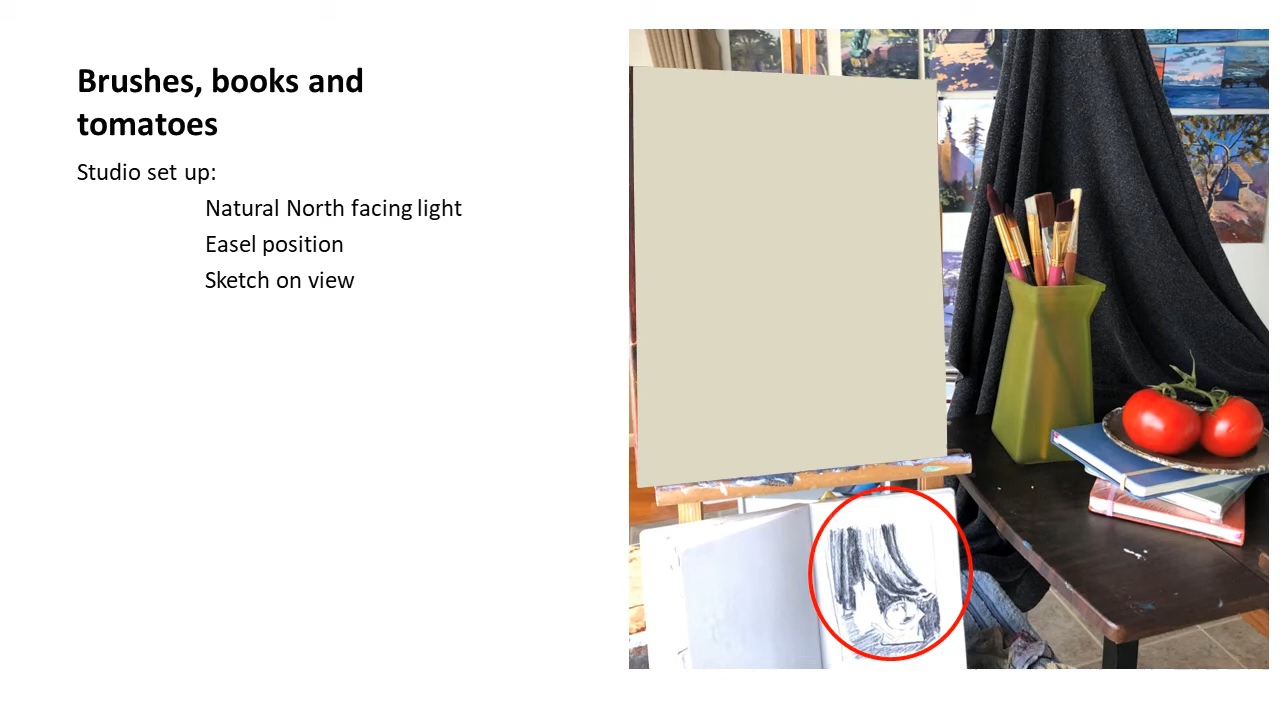 Brushes, books and
tomatoes
Studio set up:
Natural North facing light
Easel position
Sketch on view